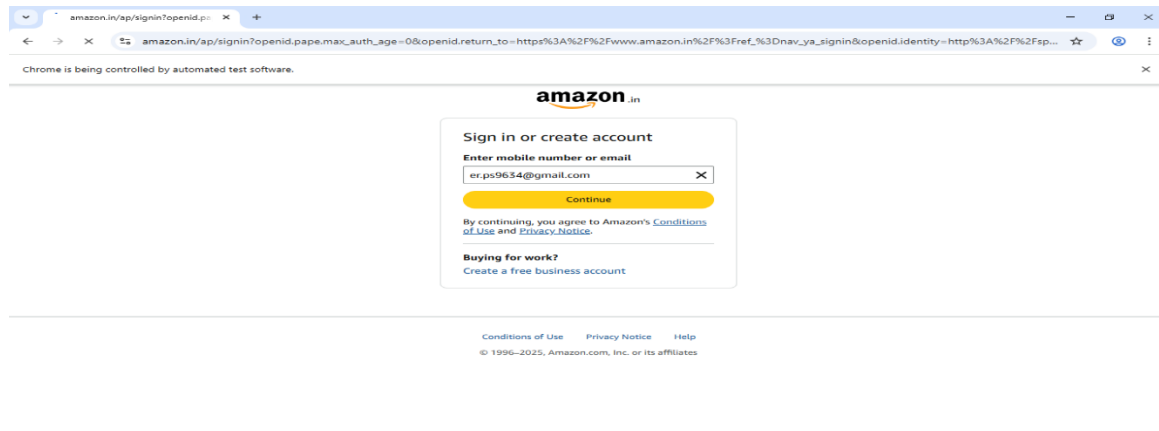 amazon.in/ap/signin?openid.pa
amazon.in/ap/signin?openid.pape.max_auth_age=0&openid.return_to=https%3A%2F%2Fwww.amazon.in%2F%3Fref_%3Dnav_ya_signin&openid.identity=http%3A%2F%2Fsp...
Chrome is being controlled by automated test software.
amazon.in
Sign in or create account
Enter mobile number or email
er.ps9634@gmail.com
Continue
By continuing, you agree to Amazon's Conditions
of Use and Privacy Notice.
Buying for work?
Create a free business account
Conditions of Use Privacy Notice Help
© 1996–2025, Amazon.com, Inc. or its affiliates